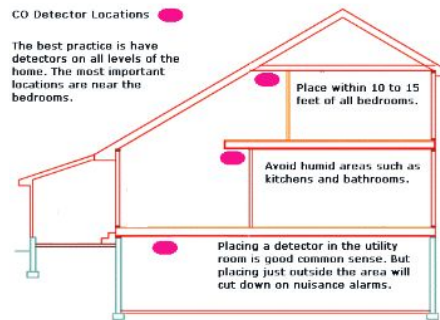 CO Detector Locations
The best practice is have
detectors on all levels of the
home. The most important
locations are near the
bedrooms.
Place within 10 to 15
feet of all bedrooms.
Avoid humid areas such as
kitchens and bathrooms.
Placing a detector in the utility
room is good common sense. But
placing just outside the area will
cut down on nuisance alarms.